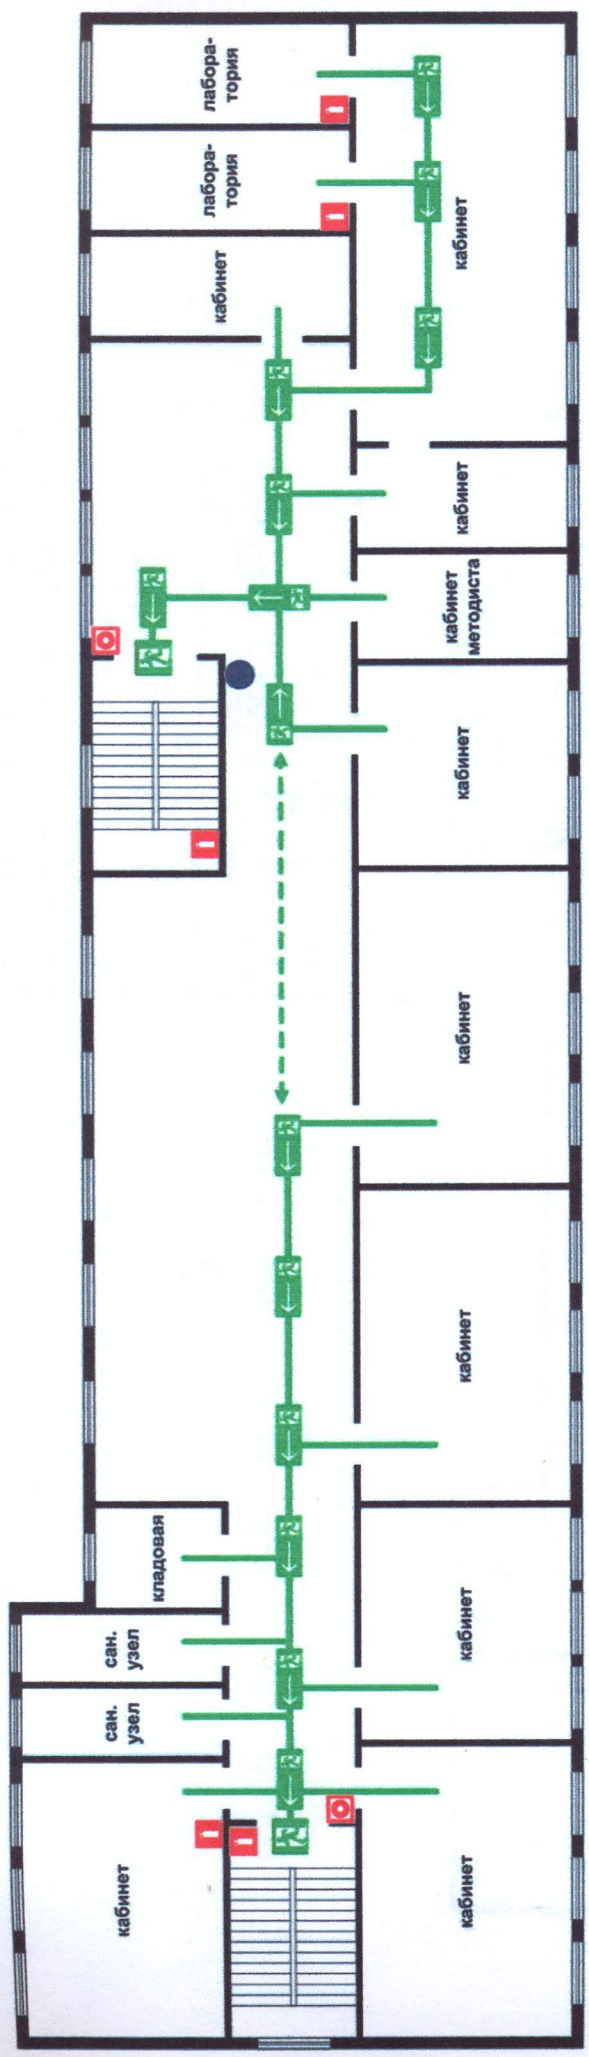 кабинет
сан.
узел
сан.
узел
кладовая
кабинет
лабора-
тория
лабора-
тория
кабинет
кабинет
кабинет
кабинет
кабинет
кабинет
методиста
кабинет
кабинет